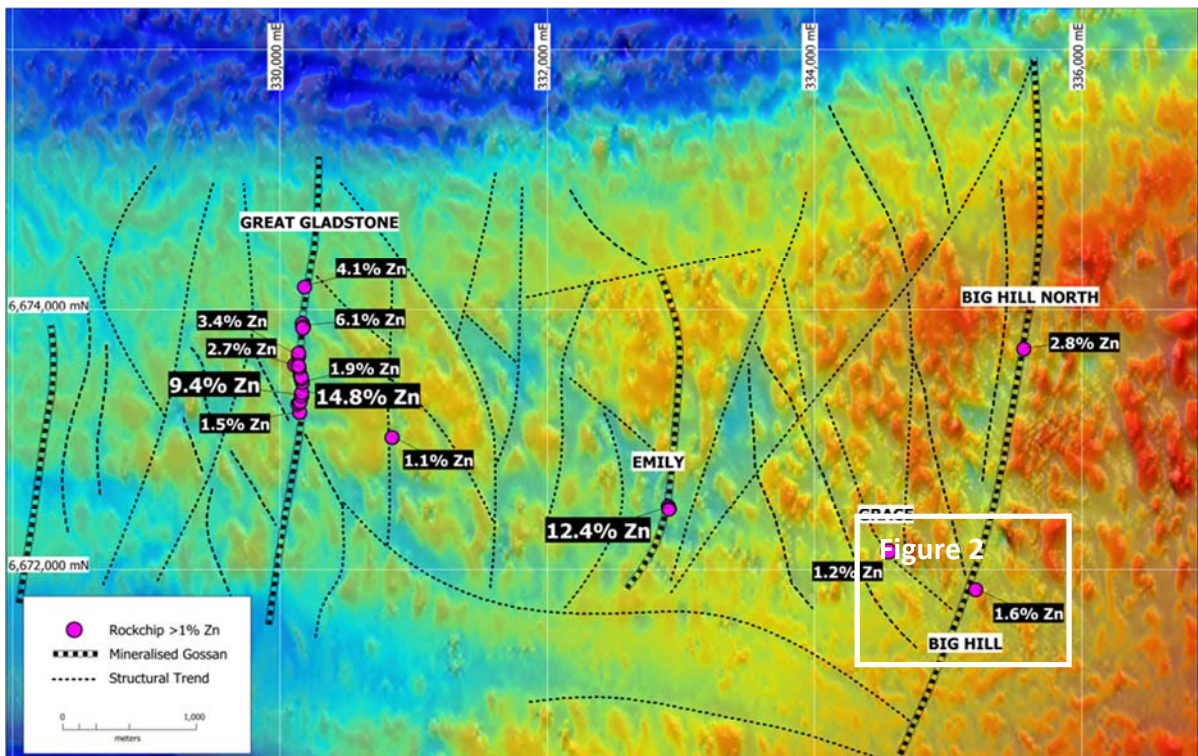 330,000 mE
332,000 mE
334,000 mE
336,000 mE
GREAT GLADSTONE
4.1% Zn
BIG HILL NORTH
6,674,000 mN
3.4% Zn
6.1% Zn
2.8% Zn
2.7% Zn
1.9% Zn
9.4% Zn
14.8% Zn
1.5% Zn
1.1% Zn
EMILY
12.4% Zn
GRACE
Figure 2
6,672,000 mN
1.2% Zn
1.6% Zn
BIG HILL
Rockchip >1% Zn
Mineralised Gossan
Structural Trend
0 1,000
meters